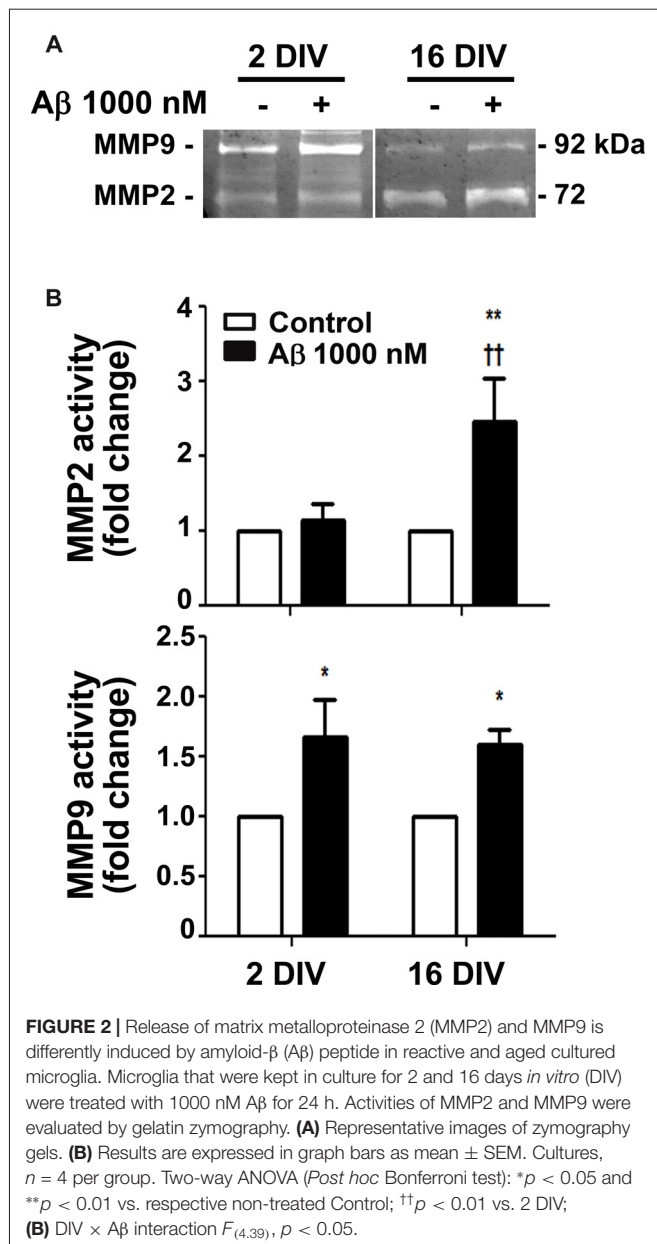 A
2 DIV 16 DIV
Aβ 1000 nM - + - +
MMP9 - - 92 kDa
MMP2 - - 72
B
MMP2 activity
(fold change)
4
3
2
1
0
Control
Aβ 1000 nM
**
††
MMP9 activity
(fold change)
2.5
2.0
1.5
1.0
0.5
0
*
*
2 DIV 16 DIV
FIGURE 2 | Release of matrix metalloproteinase 2 (MMP2) and MMP9 is
differently induced by amyloid-β (Aβ) peptide in reactive and aged cultured
microglia. Microglia that were kept in culture for 2 and 16 days in vitro (DIV)
were treated with 1000 nM Aβ for 24 h. Activities of MMP2 and MMP9 were
evaluated by gelatin zymography. (A) Representative images of zymography
gels. (B) Results are expressed in graph bars as mean ± SEM. Cultures,
n = 4 per group. Two-way ANOVA (Post hoc Bonferroni test): *p < 0.05 and
**p < 0.01 vs. respective non-treated Control; ††p < 0.01 vs. 2 DIV;
(B) DIV × Aβ interaction F(4.39), p < 0.05.